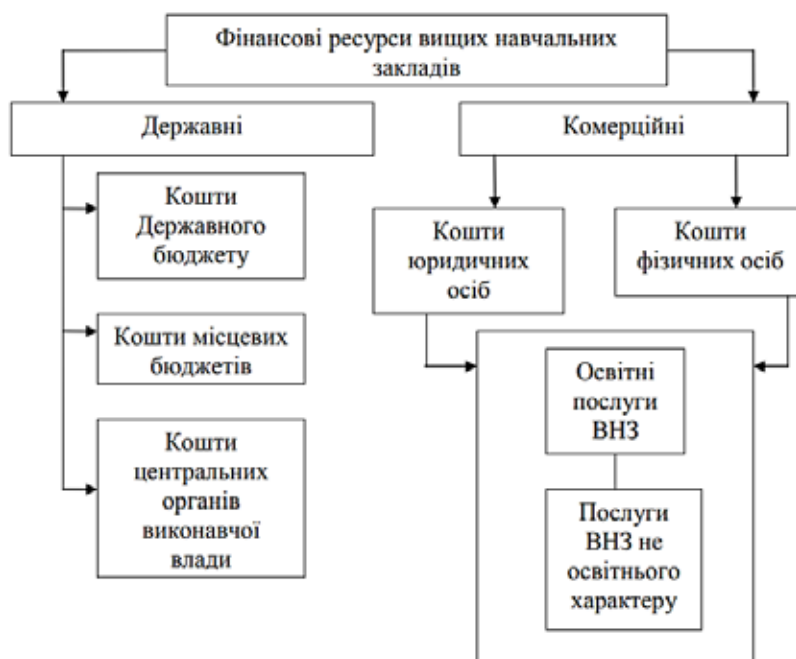 Фінансові ресурси вищих навчальних
закладів
Державні
Комерційні
Кошти
Державного
бюджету
Кошти місцевих
бюджетів
Кошти
центральних
органів
виконавчої
влади
Кошти
юридичних
осіб
Кошти
фізичних осіб
Освітні
послуги
ВНЗ
Послуги
ВНЗ не
освітнього
характеру